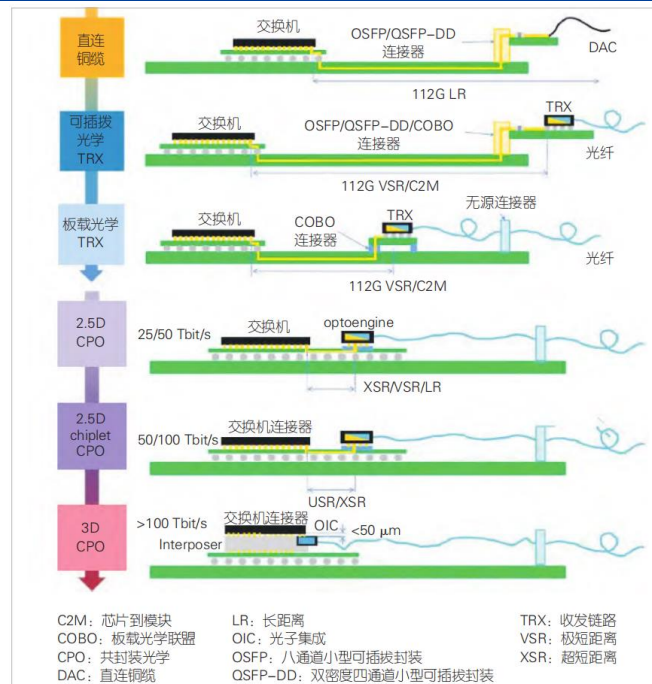 直连
铜缆
交换机
OSFP/QSFP-DD
连接器
DAC
112G LR
可插拔
光学
TRX
交换机
OSFP/QSFP-DD/COBO
连接器
TRX
光纤
112G VSR/C2M
板载光学
TRX
交换机
COBO
连接器
TRX
无源连接器
光纤
112G VSR/C2M
2.5D
CPO
25/50 Tbit/s
交换机
optoengine
XSR/VSR/LR
2.5D
chiplet
CPO
50/100 Tbit/s
交换机连接器
USR/XSR
3D
CPO
>100 Tbit/s
交换机连接器
OIC
<50 μm
Interposer
C2M：芯片到模块
COBO：板载光学联盟
CPO：共封装光学
DAC：直连铜缆
LR：长距离
OIC：光子集成
OSFP：八通道小型可插拔封装
QSFP-DD：双密度四通道小型可插拔封装
TRX：收发链路
VSR：极短距离
XSR：超短距离